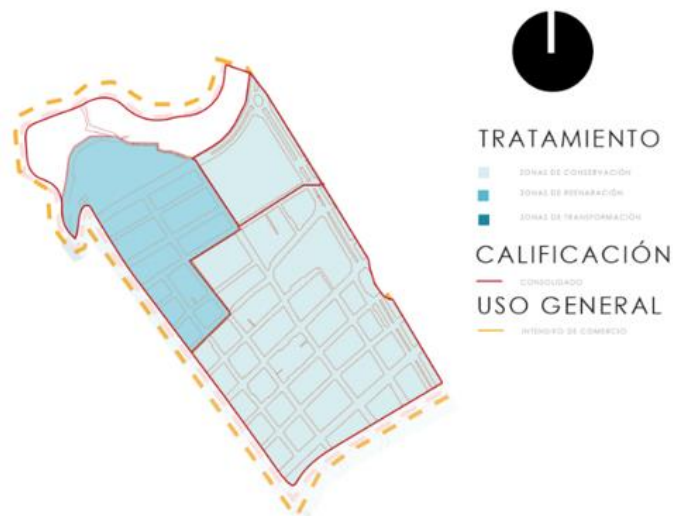 TRATAMIENTO
ZONAS DE CONSERVACIÓN
ZONAS DE REPARACIÓN
ZONAS DE TRANSFORMACIÓN
CALIFICACIÓN
CONSOLIDADO
USO GENERAL
INTENSIVO DE COMERCIO